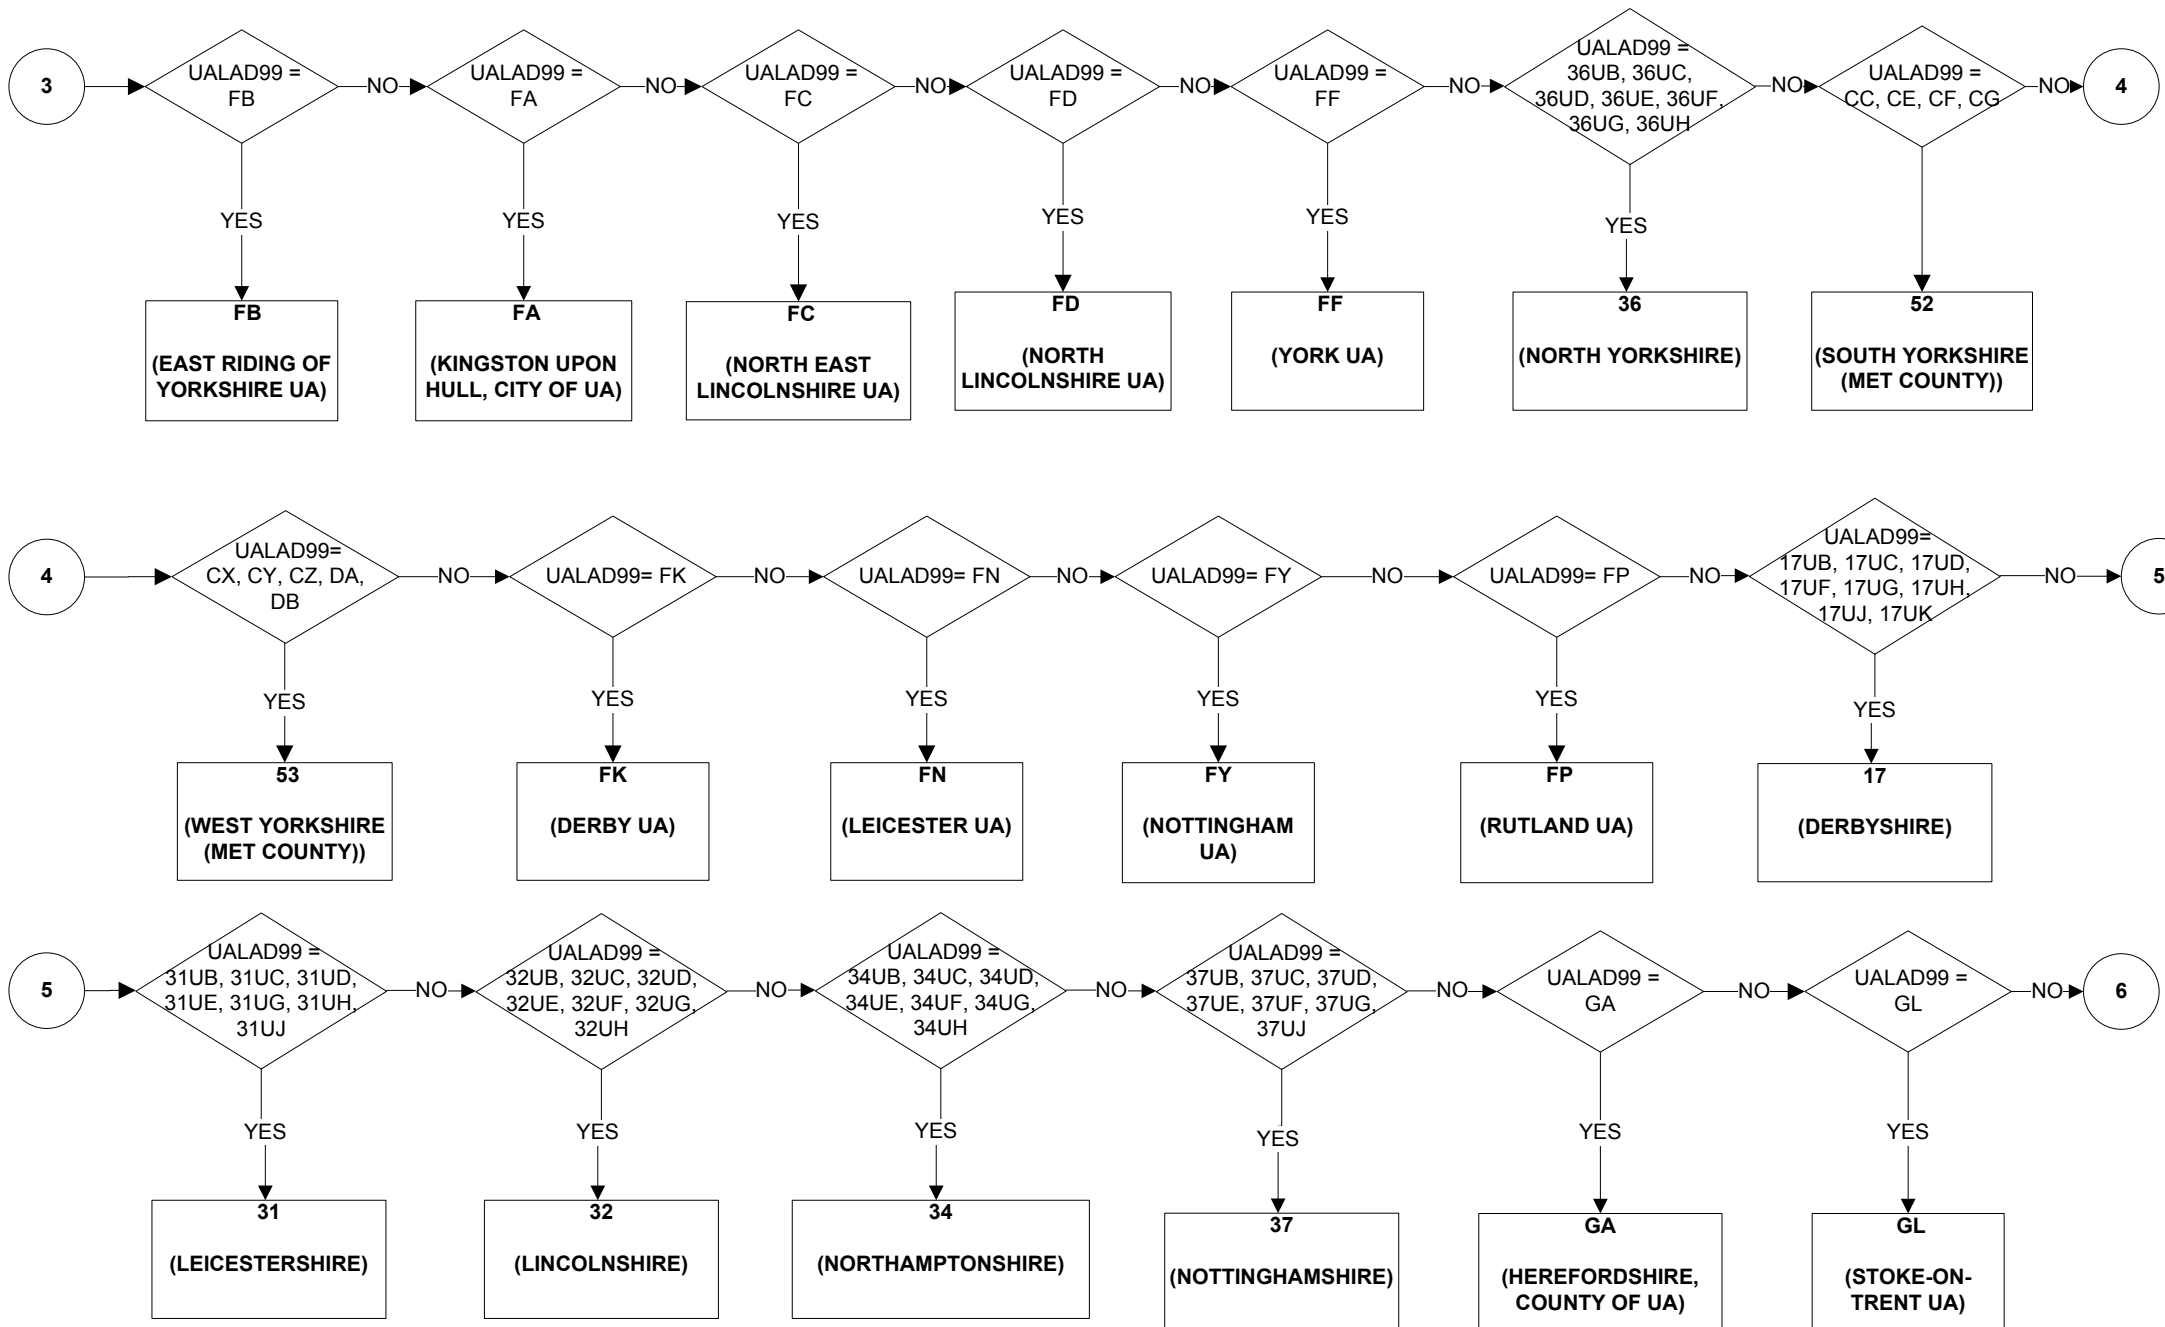 3
UALAD99 =
FB
NO
UALAD99 =
FA
NO
UALAD99 =
FC
NO
UALAD99 =
FD
NO
UALAD99 =
FF
NO
UALAD99 =
36UB, 36UC,
36UD, 36UE, 36UF,
36UG, 36UH
NO
UALAD99 =
CC, CE, CF, CG
NO
4
YES
YES
YES
YES
YES
YES
YES
FB
(EAST RIDING OF
YORKSHIRE UA)
FA
(KINGSTON UPON
HULL, CITY OF UA)
FC
(NORTH EAST
LINCOLNSHIRE UA)
FD
(NORTH
LINCOLNSHIRE UA)
FF
(YORK UA)
36
(NORTH YORKSHIRE)
52
(SOUTH YORKSHIRE
(MET COUNTY))
4
UALAD99=
CX, CY, CZ, DA,
DB
NO
UALAD99= FK
NO
UALAD99= FN
NO
UALAD99= FY
NO
UALAD99= FP
NO
UALAD99=
17UB, 17UC, 17UD,
17UF, 17UG, 17UH,
17UJ, 17UK
NO
5
YES
YES
YES
YES
YES
YES
53
(WEST YORKSHIRE
(MET COUNTY))
FK
(DERBY UA)
FN
(LEICESTER UA)
FY
(NOTTINGHAM
UA)
FP
(RUTLAND UA)
17
(DERBYSHIRE)
5
UALAD99 =
31UB, 31UC, 31UD,
31UE, 31UG, 31UH,
31UJ
NO
UALAD99 =
32UB, 32UC, 32UD,
32UE, 32UF, 32UG,
32UH
NO
UALAD99 =
34UB, 34UC, 34UD,
34UE, 34UF, 34UG,
34UH
NO
UALAD99 =
37UB, 37UC, 37UD,
37UE, 37UF, 37UG,
37UJ
NO
UALAD99 =
GA
NO
UALAD99 =
GL
NO
6
YES
YES
YES
YES
YES
YES
31
(LEICESTERSHIRE)
32
(LINCOLNSHIRE)
34
(NORTHAMPTONSHIRE)
37
(NOTTINGHAMSHIRE)
GA
(HEREFORDSHIRE,
COUNTY OF UA)
GL
(STOKE-ON-
TRENT UA)